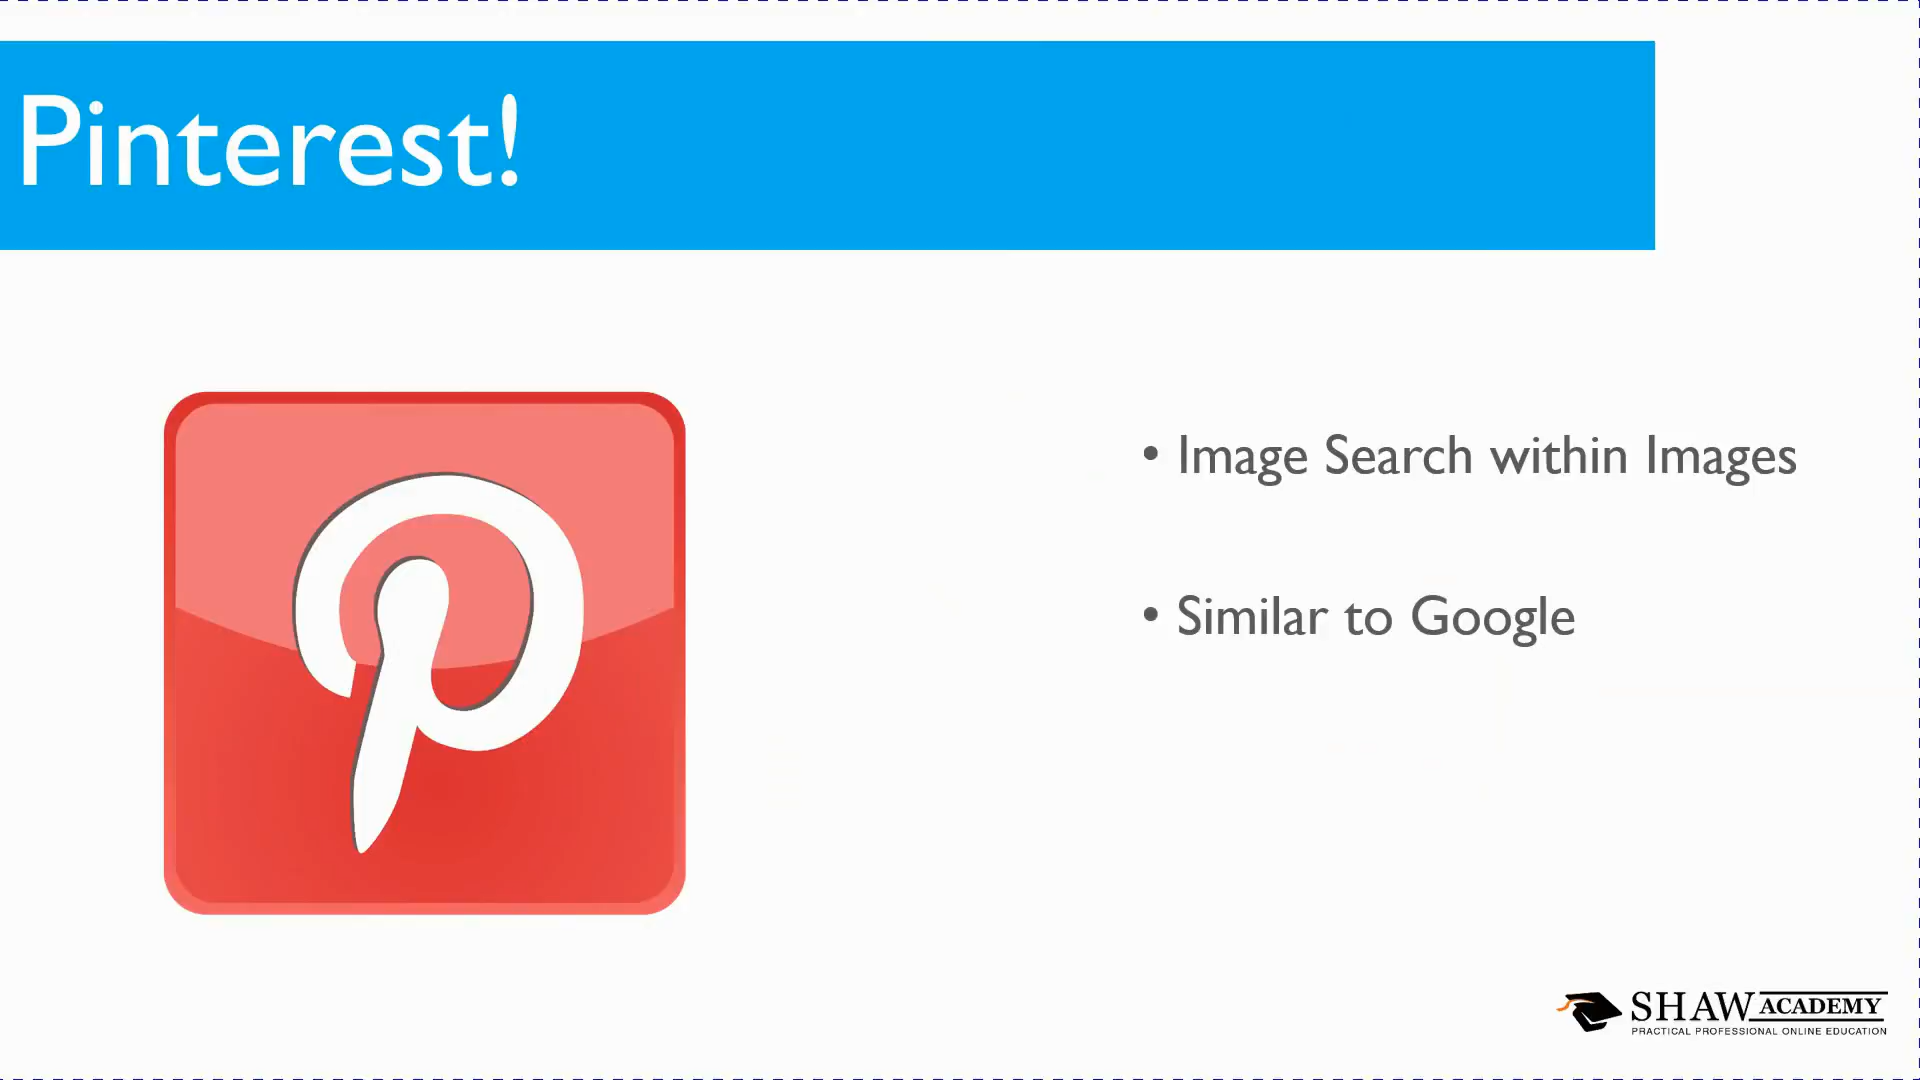 Pinterest!
• Image Search within Images
• Similar to Google
SHAW ACADEMY
PRACTICAL PROFESSIONAL ONLINE EDUCATION